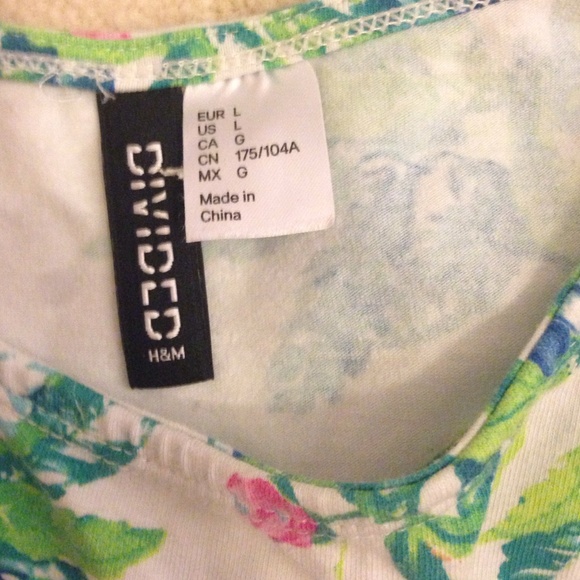 DIVIDED
H&M
EUR L
US L
CA G
CN 175/104A
MX G
Made in
China